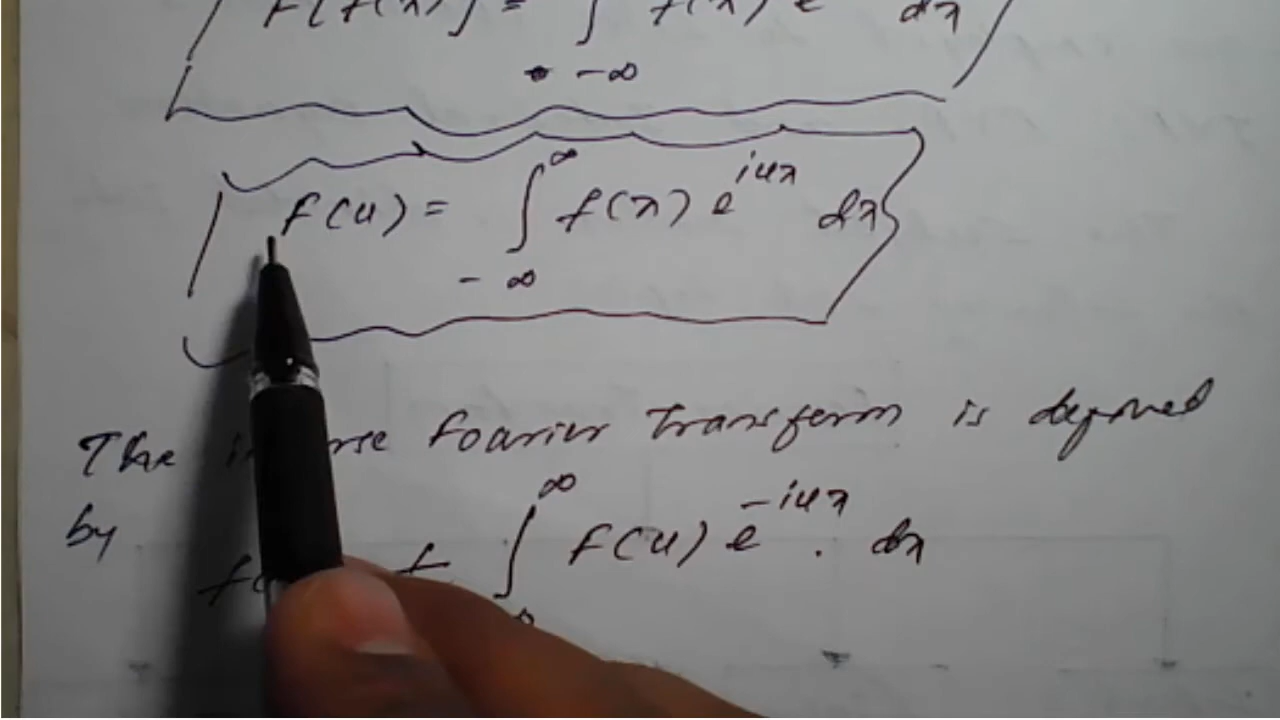 F[f(x)] = ∫ f(x) e dx
-∞
F(u) = ∫_{-∞}^{∞} f(x) e^{iux} dx
The inverse Fourier Transform is defined
by
∫^{∞} F(u) e^{-iux} . dx